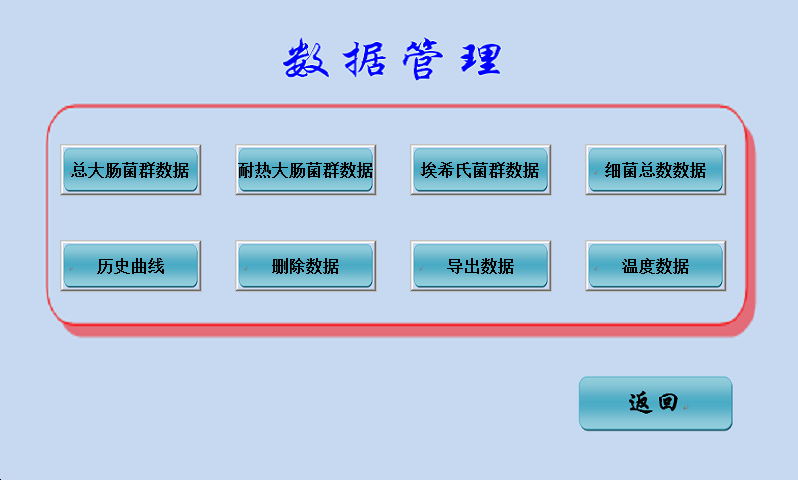 数据管理
总大肠菌群数据
耐热大肠菌群数据
埃希氏菌群数据
细菌总数数据
历史曲线
删除数据
导出数据
温度数据
返回